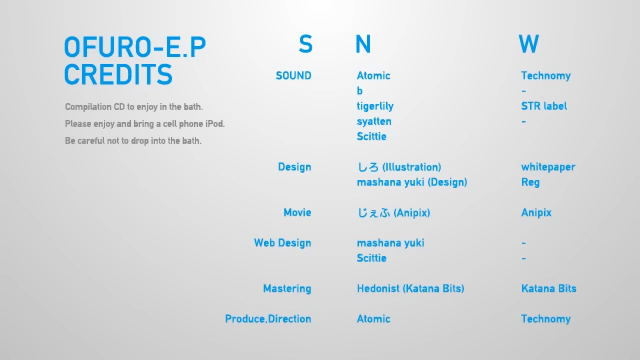 OFURO-E.P
CREDITS
Compilation CD to enjoy in the bath.
Please enjoy and bring a cell phone iPod.
Be careful not to drop into the bath.
S N W
SOUND Atomic Technomy
b -
tigerlily STR label
syatten -
Scittie
Design しろ (Illustration) whitepaper
mashana yuki (Design) Reg
Movie じぇふ (Anipix) Anipix
Web Design mashana yuki -
Scittie -
Mastering Hedonist (Katana Bits) Katana Bits
Produce,Direction Atomic Technomy